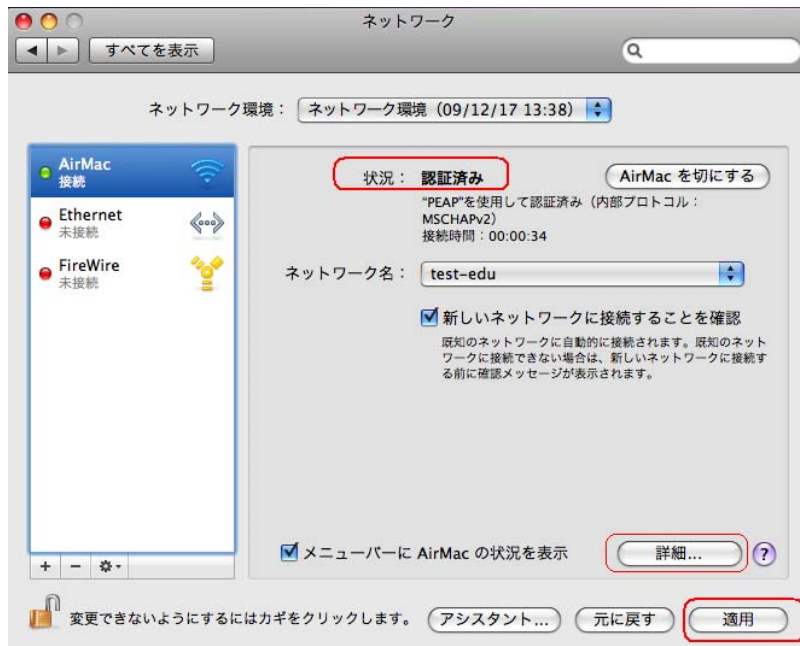 ネットワーク
すべてを表示
ネットワーク環境： ネットワーク環境（09/12/17 13:38）
AirMac
接続
Ethernet
未接続
FireWire
未接続
状況： 認証済み
AirMac を切にする
“PEAP”を使用して認証済み（内部プロトコル：
MSCHAPv2）
接続時間：00:00:34
ネットワーク名： test-edu
新しいネットワークに接続することを確認
既知のネットワークに自動的に接続されます。既知のネット
ワークに接続できない場合は、新しいネットワークに接続す
る前に確認メッセージが表示されます。
メニューバーに AirMac の状況を表示
詳細... ?
+ −
変更できないようにするにはカギをクリックします。
アシスタント... 元に戻す 適用